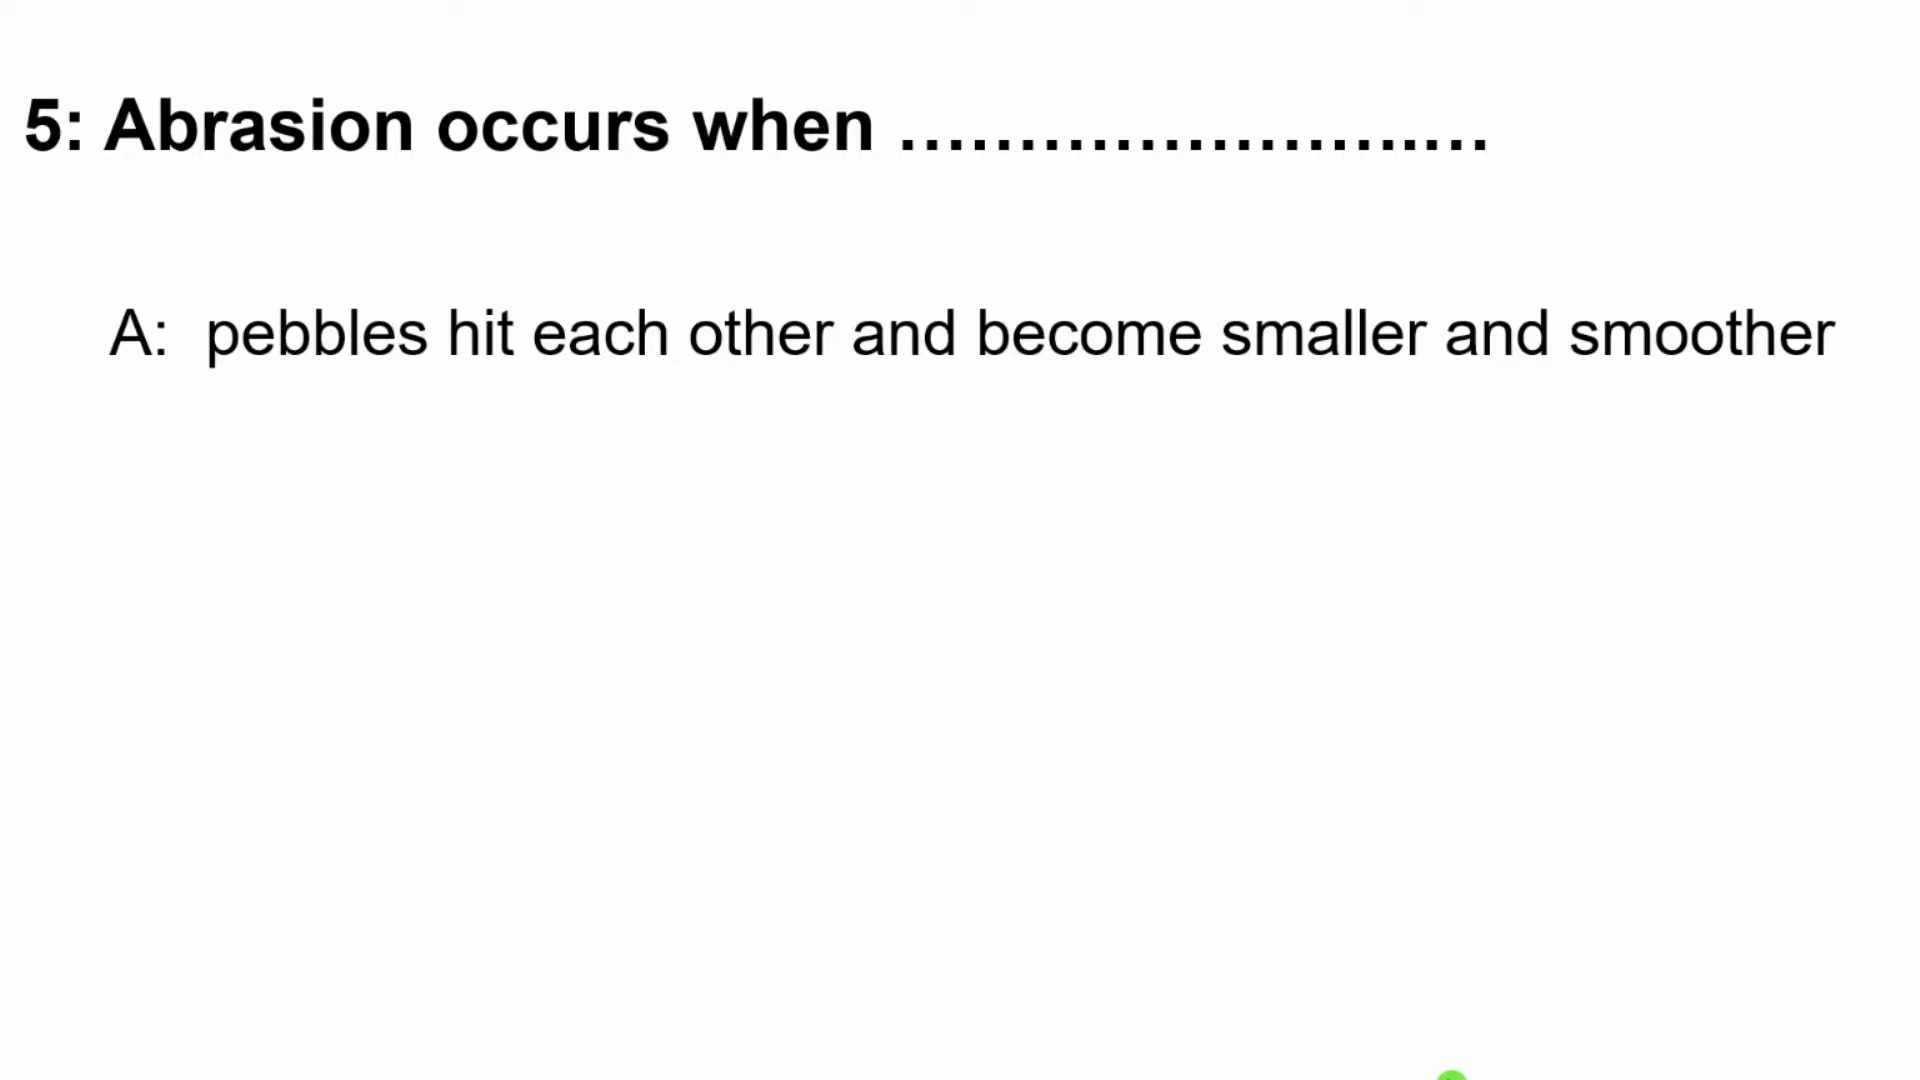 5: Abrasion occurs when …………………..…
A: pebbles hit each other and become smaller and smoother